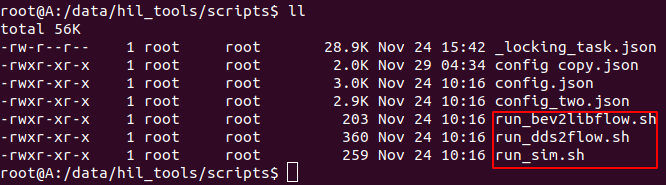 root@A:/data/hil_tools/scripts$ ll
total 56K
-rw-r--r-- 1 root root 28.9K Nov 24 15:42 _locking_task.json
-rwxr-xr-x 1 root root 2.0K Nov 29 04:34 config copy.json
-rwxr-xr-x 1 root root 3.0K Nov 24 10:16 config.json
-rwxr-xr-x 1 root root 2.9K Nov 24 10:16 config_two.json
-rwxr-xr-x 1 root root 203 Nov 24 10:16 run_bev2libflow.sh
-rwxr-xr-x 1 root root 360 Nov 24 10:16 run_dds2flow.sh
-rwxr-xr-x 1 root root 259 Nov 24 10:16 run_sim.sh
root@A:/data/hil_tools/scripts$